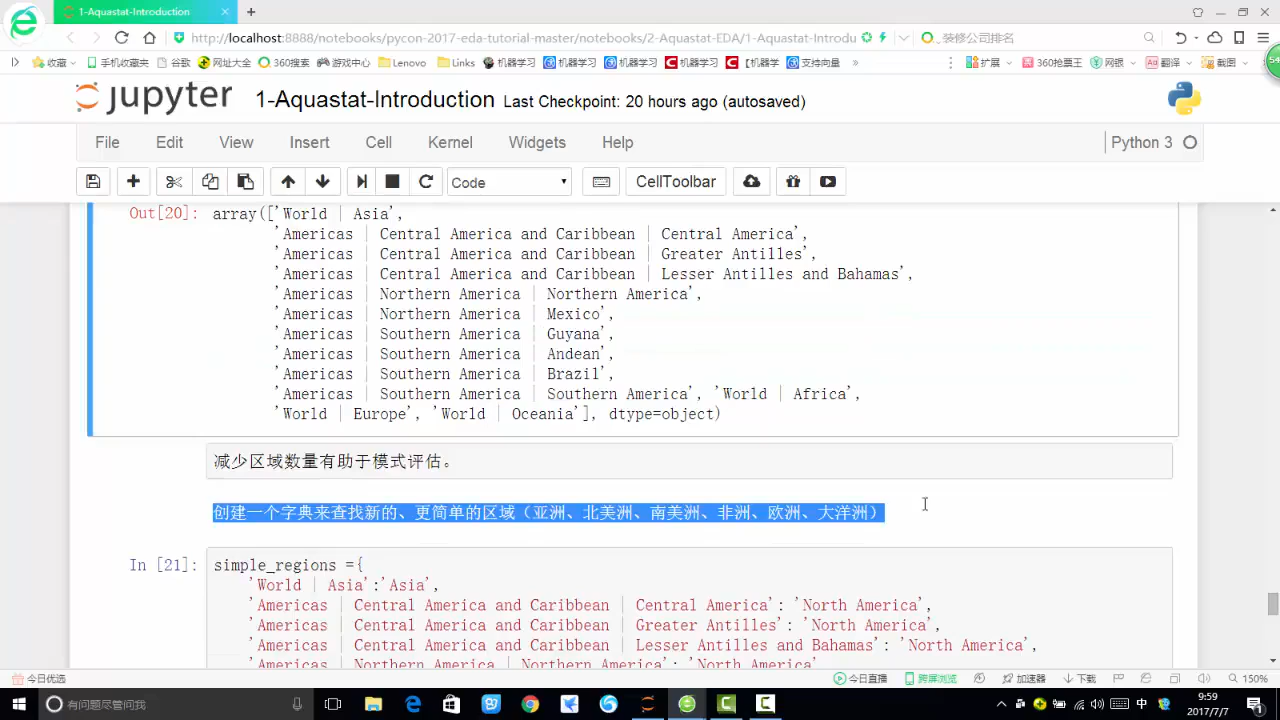 1-Aquastat-Introduction
http://localhost:8888/notebooks/pycon-2017-eda-tutorial-master/notebooks/2-Aquastat-EDA/1-Aquastat-Introdu
装修公司排名
收藏 手机收藏夹 谷歌 网址大全 360搜索 游戏中心 Lenovo Links 机器学习 机器学习 机器学习 机器学习 【机器学 支持向量 » 扩展 360抢票王 网银 翻译 截图
54
jupyter 1-Aquastat-Introduction Last Checkpoint: 20 hours ago (autosaved)
File Edit View Insert Cell Kernel Widgets Help Python 3
Code CellToolbar
Out[20]: array(['World | Asia',
'Americas | Central America and Caribbean | Central America',
'Americas | Central America and Caribbean | Greater Antilles',
'Americas | Central America and Caribbean | Lesser Antilles and Bahamas',
'Americas | Northern America | Northern America',
'Americas | Northern America | Mexico',
'Americas | Southern America | Guyana',
'Americas | Southern America | Andean',
'Americas | Southern America | Brazil',
'Americas | Southern America | Southern America', 'World | Africa',
'World | Europe', 'World | Oceania'], dtype=object)
减少区域数量有助于模式评估。
创建一个字典来查找新的、更简单的区域（亚洲、北美洲、南美洲、非洲、欧洲、大洋洲）
In [21]: simple_regions ={
'World | Asia':'Asia',
'Americas | Central America and Caribbean | Central America': 'North America',
'Americas | Central America and Caribbean | Greater Antilles': 'North America',
'Americas | Central America and Caribbean | Lesser Antilles and Bahamas': 'North America',
'Americas | Northern America | Northern America': 'North America'
今日优选 今日直播 跨屏浏览 加速器 下载 150%
有问题尽管问我 中 9:59
2017/7/7